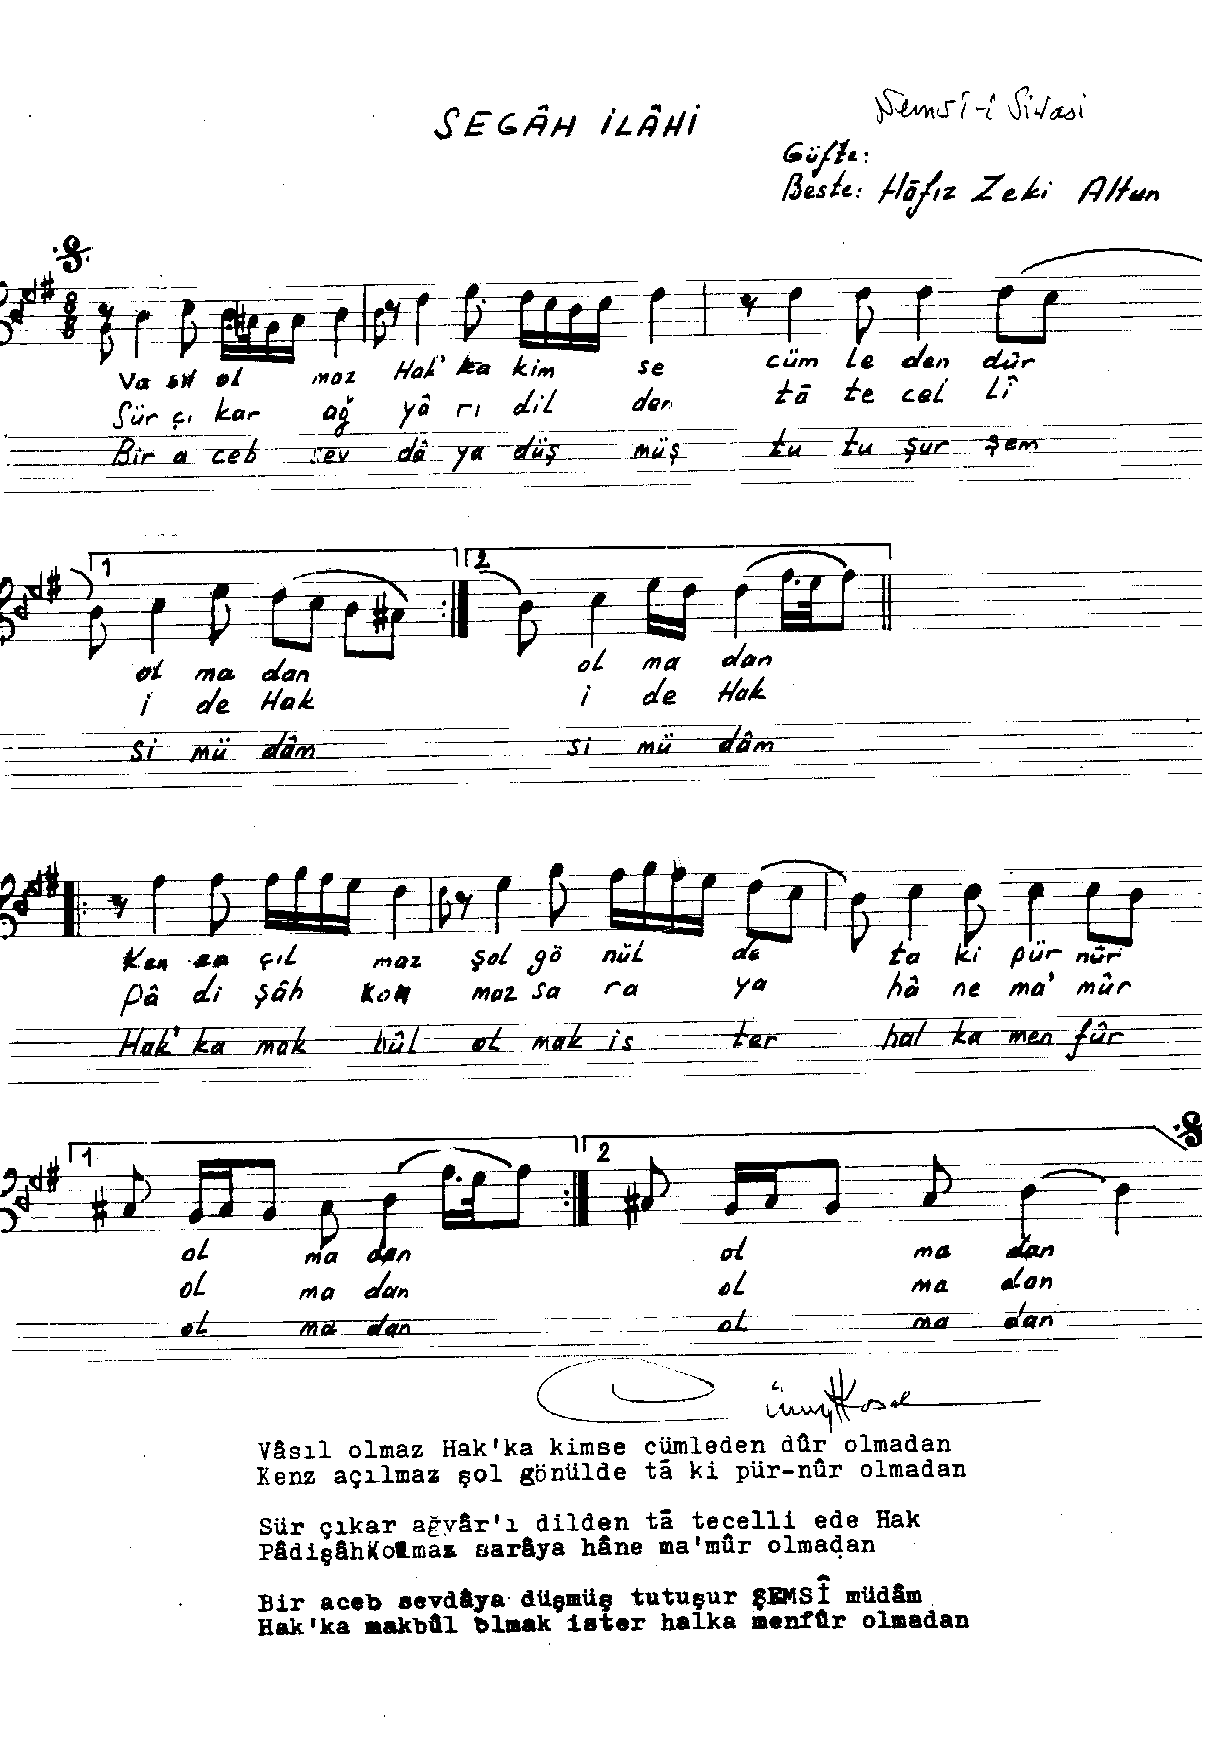 SEGÂH İLÂHİ
Şemsî-i Sivasi
Güfte:
Beste: Hâfız Zeki Altun
8
8
Va sıl ol maz Hak' ka kim se cüm le den dûr
Sür çı kar ağ yâ rı dil den tâ te cel lî
Bir a ceb sev dâ ya düş müş tu tu şur şem
1 2
ol ma dan ol ma dan
i de Hak i de Hak
si mü dâm si mü dâm
Ken çıl maz şol gö nül de ta ki pür nûr
pâ di şâh kon maz sa ra ya hâ ne ma' mûr
Hak' ka mak bûl ol mak is ter hal ka men fûr
1 2
ol ma dan ol ma dan
ol ma dan ol ma dan
ol ma dan ol ma dan
Vâsıl olmaz Hak'ka kimse cümleden dûr olmadan
Kenz açılmaz şol gönülde tâ ki pür-nûr olmadan
Sür çıkar ağyâr'ı dilden tâ tecelli ede Hak
Pâdişâh konmaz sarâya hâne ma'mûr olmadan
Bir aceb sevdâya düşmüş tutuşur ŞEMSÎ müdâm
Hak'ka makbûl olmak ister halka menfûr olmadan